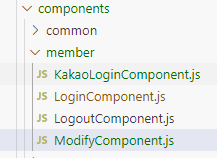 components
common
member
JS KakaoLoginComponent.js
JS LoginComponent.js
JS LogoutComponent.js
JS ModifyComponent.js